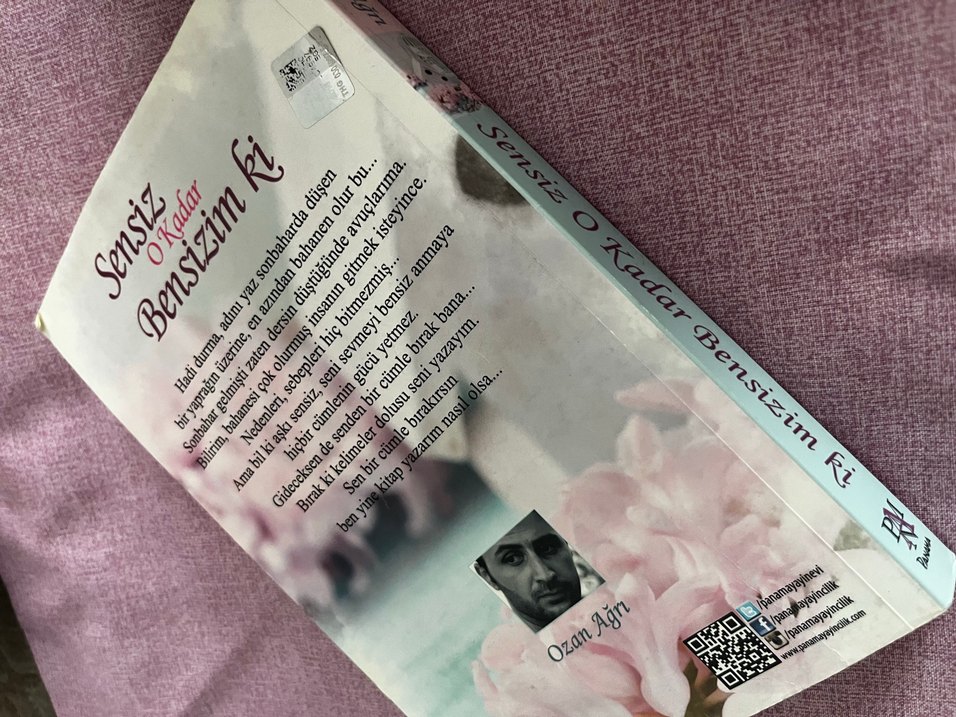 Sensiz
O Kadar
Bensizim ki
Hadi durma, adını yaz sonbaharda düşen
bir yaprağın üzerine, en azından bahanen olur bu...
Sonbahar gelmişti zaten dersin düştüğünde avuçlarıma.
Bilirim, bahanesi çok olurmuş insanın gitmek isteyince.
Nedenleri, sebepleri hiç bitmezmiş...
Ama bil ki aşkı sensiz, seni sevmeyi bensiz anmaya
hiçbir cümlenin gücü yetmez.
Gideceksen de senden bir cümle bırak bana...
Bırak ki kelimeler dolusu seni yazayım.
Sen bir cümle bırakırsın
ben yine kitap yazarım nasıl olsa...
Ozan Ağrı
/panamayayinevi
/panamayayincilik
/panamayayincilik
www.panamayayincilik.com
Sensiz O Kadar Bensizim ki
PANAMA